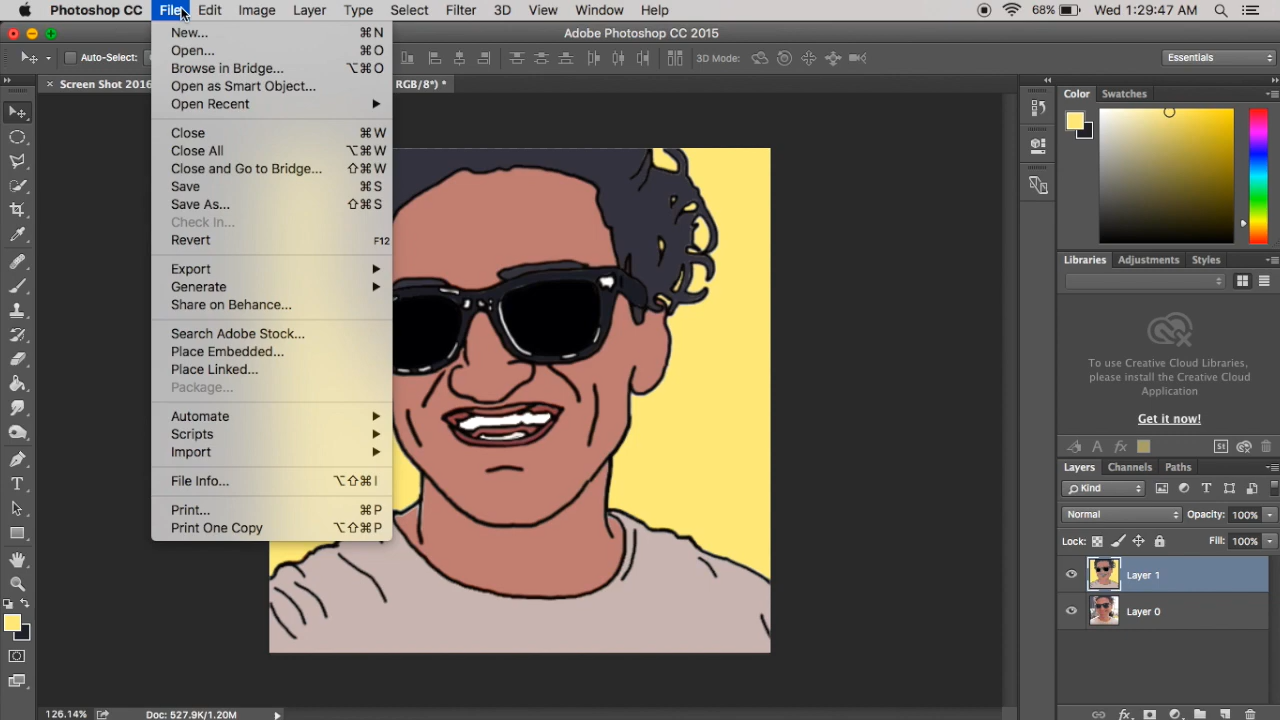 Photoshop CC File Edit Image Layer Type Select Filter 3D View Window Help 68% Wed 1:29:47 AM
Adobe Photoshop CC 2015
Auto-Select: 3D Mode: Essentials
× Screen Shot 2016 RGB/8*) *
New... ⌘N
Open... ⌘O
Browse in Bridge... ⌥⌘O
Open as Smart Object...
Open Recent
Close ⌘W
Close All ⌥⌘W
Close and Go to Bridge... ⇧⌘W
Save ⌘S
Save As... ⇧⌘S
Check In...
Revert F12
Export
Generate
Share on Behance...
Search Adobe Stock...
Place Embedded...
Place Linked...
Package...
Automate
Scripts
Import
File Info... ⌥⇧⌘I
Print... ⌘P
Print One Copy ⌥⇧⌘P
Color Swatches
Libraries Adjustments Styles
To use Creative Cloud Libraries,
please install the Creative Cloud
Application
Get it now!
St
Layers Channels Paths
Kind
Normal Opacity: 100%
Lock: Fill: 100%
Layer 1
Layer 0
126.14% Doc: 527.9K/1.20M